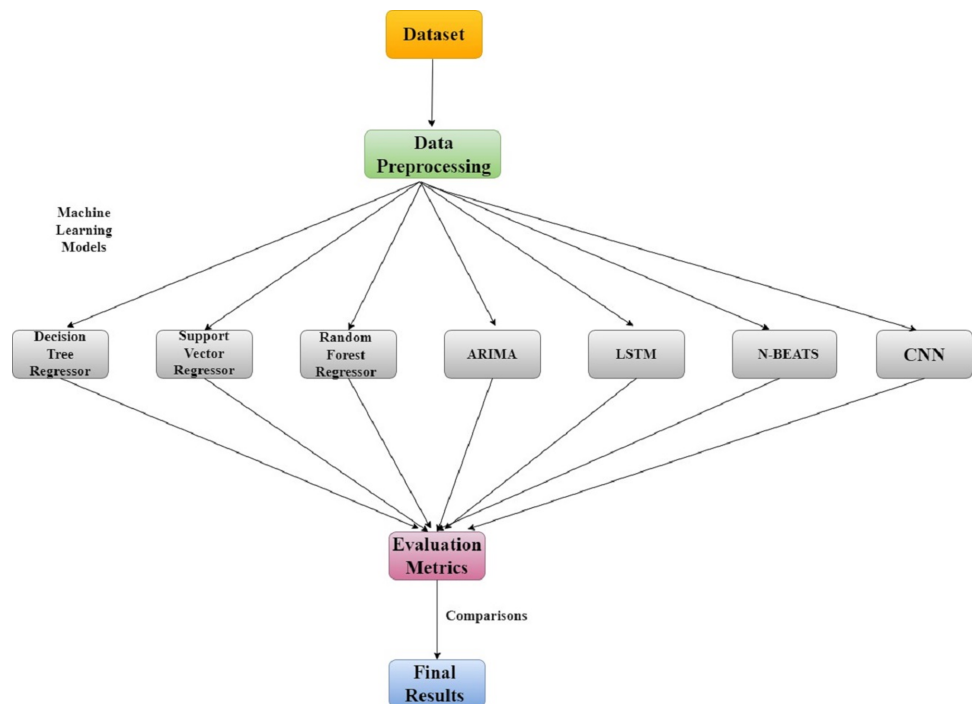 Dataset
Data
Preprocessing
Machine
Learning
Models
Decision
Tree
Regressor
Support
Vector
Regressor
Random
Forest
Regressor
ARIMA
LSTM
N-BEATS
CNN
Evaluation
Metrics
Comparisons
Final
Results